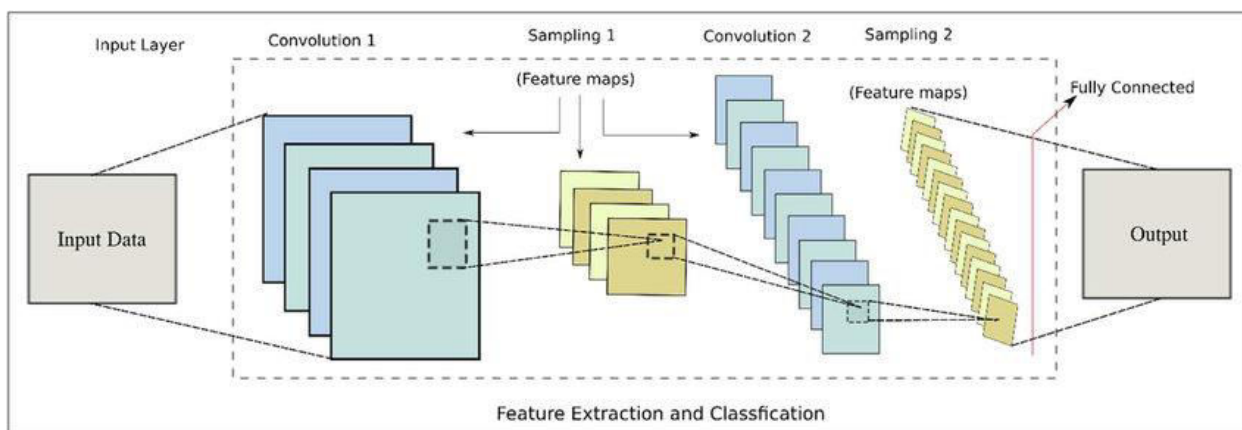 Input Layer
Convolution 1
Sampling 1
Convolution 2
Sampling 2
(Feature maps)
(Feature maps)
Fully Connected
Input Data
Output
Feature Extraction and Classfication